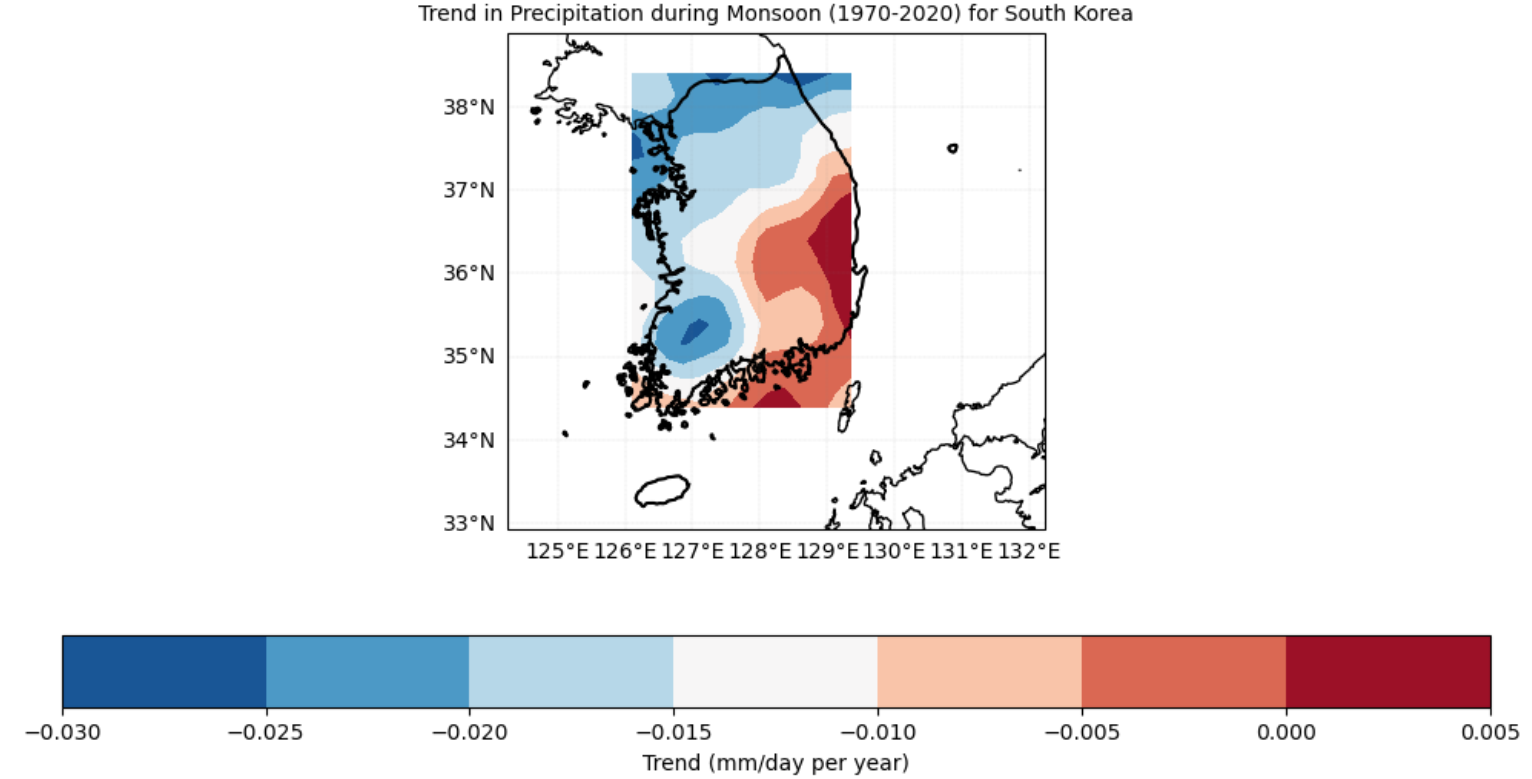 Trend in Precipitation during Monsoon (1970-2020) for South Korea
38°N
37°N
36°N
35°N
34°N
33°N
125°E 126°E 127°E 128°E 129°E 130°E 131°E 132°E
−0.030 −0.025 −0.020 −0.015 −0.010 −0.005 0.000 0.005
Trend (mm/day per year)